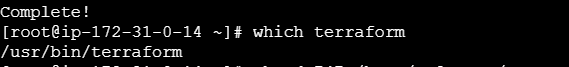 Complete!
[root@ip-172-31-0-14 ~]# which terraform
/usr/bin/terraform